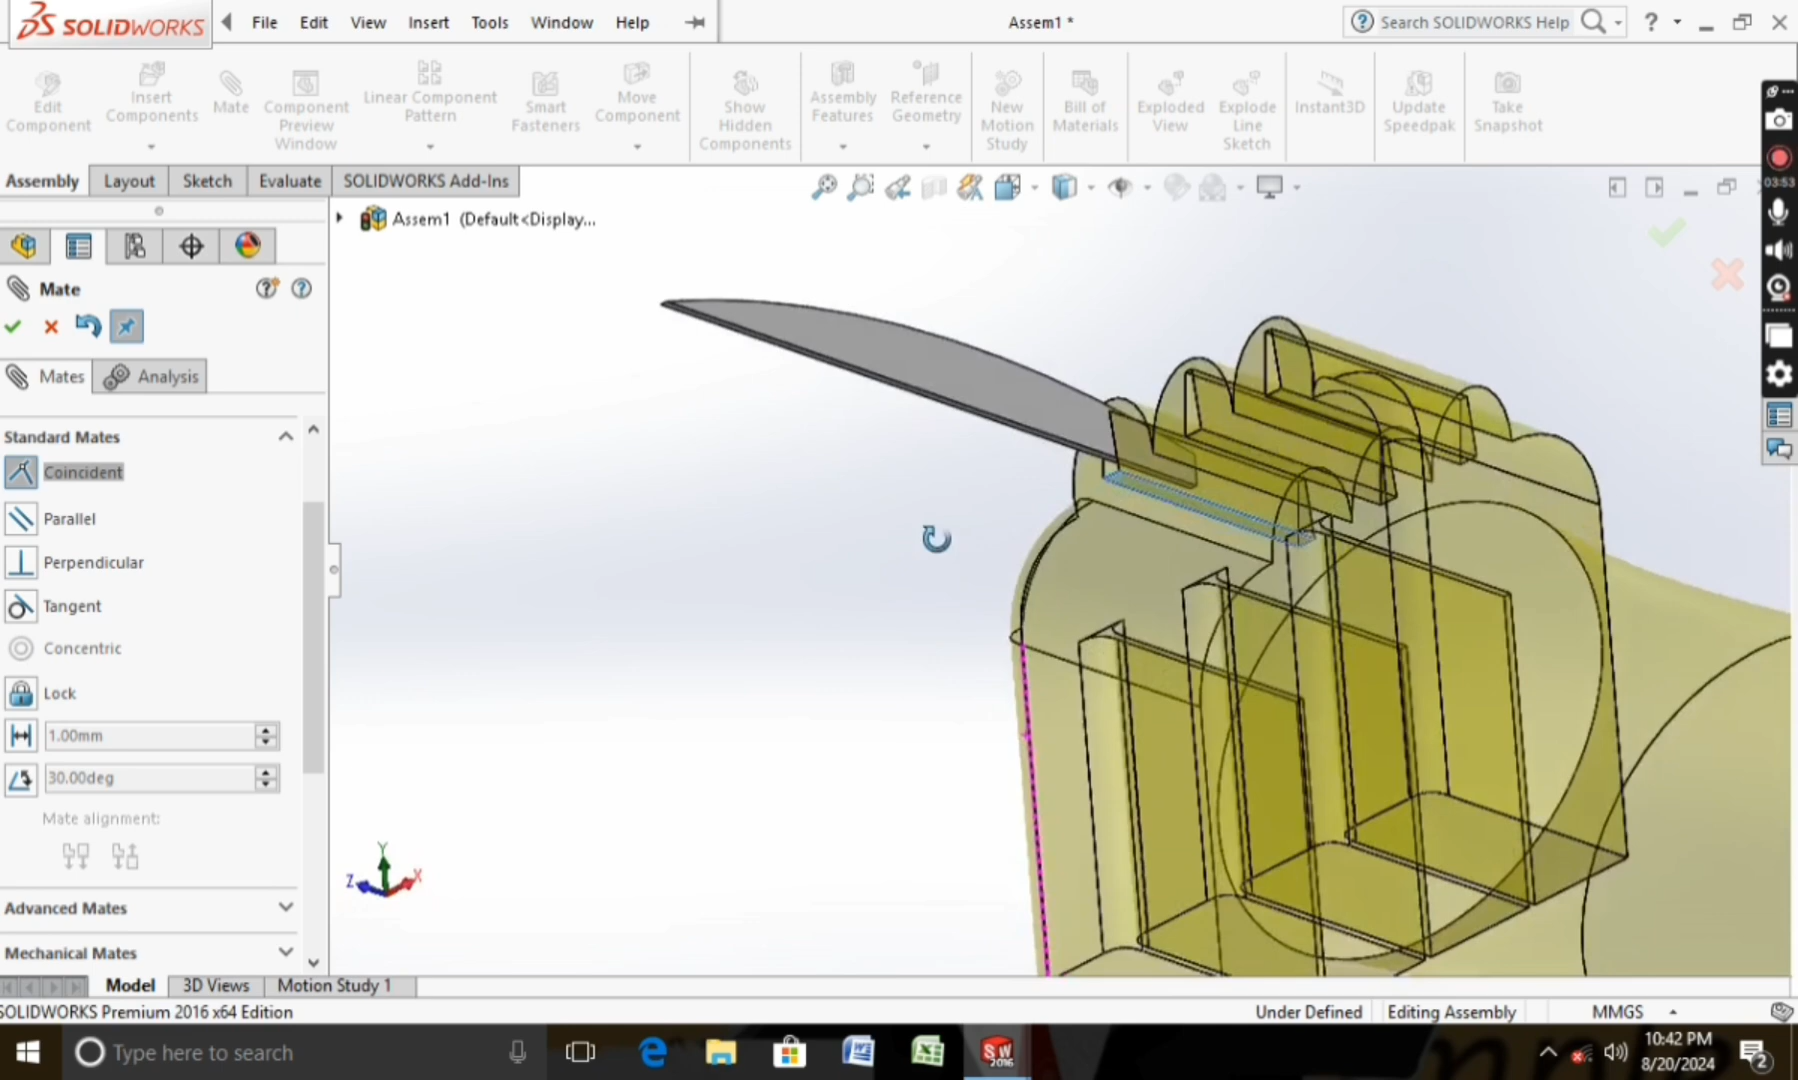 SOLIDWORKS File Edit View Insert Tools Window Help Assem1 * Search SOLIDWORKS Help ?
Edit Component
Insert Components
Mate
Component Preview Window
Linear Component Pattern
Smart Fasteners
Move Component
Show Hidden Components
Assembly Features
Reference Geometry
New Motion Study
Bill of Materials
Exploded View
Explode Line Sketch
Instant3D
Update Speedpak
Take Snapshot
Assembly Layout Sketch Evaluate SOLIDWORKS Add-Ins
03:53
Assem1 (Default<Display...
Mate
Mates Analysis
Standard Mates
Coincident
Parallel
Perpendicular
Tangent
Concentric
Lock
1.00mm
30.00deg
Mate alignment:
Advanced Mates
Mechanical Mates
Y
Z X
Model 3D Views Motion Study 1
SOLIDWORKS Premium 2016 x64 Edition Under Defined Editing Assembly MMGS
Type here to search
SW 2016
10:42 PM
8/20/2024
2